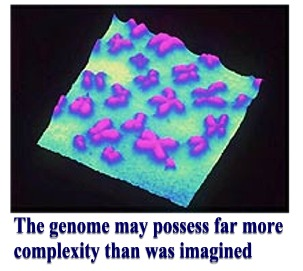 The genome may possess far more
complexity than was imagined